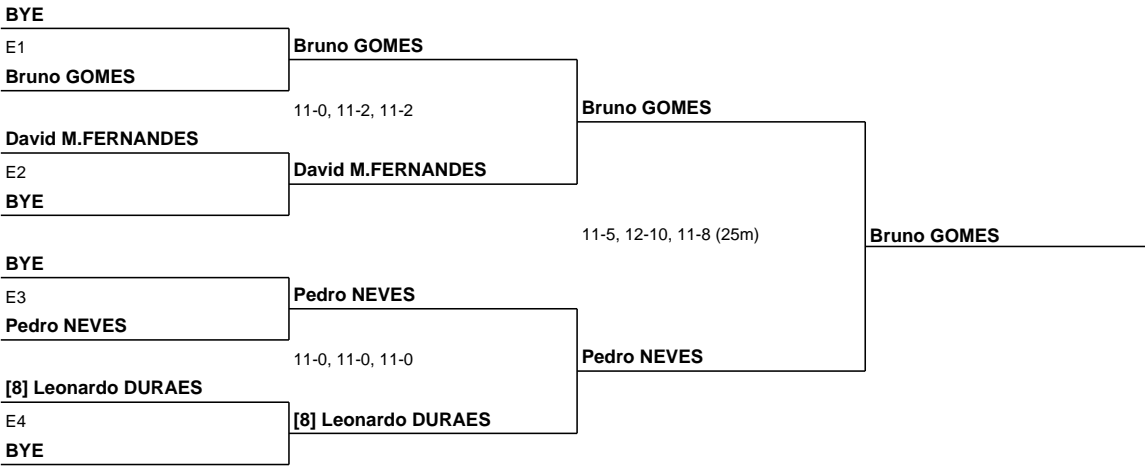 BYE
E1
Bruno GOMES
Bruno GOMES
11-0, 11-2, 11-2
Bruno GOMES
David M.FERNANDES
E2
David M.FERNANDES
BYE
11-5, 12-10, 11-8 (25m)
Bruno GOMES
BYE
E3
Pedro NEVES
Pedro NEVES
11-0, 11-0, 11-0
Pedro NEVES
[8] Leonardo DURAES
E4
[8] Leonardo DURAES
BYE